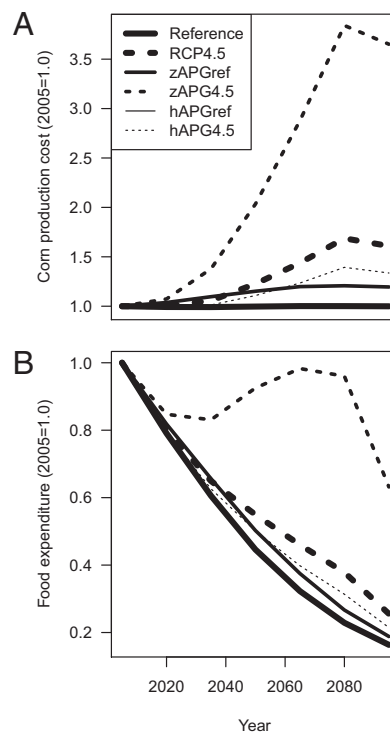 A
Corn production cost (2005=1.0)
3.5
3.0
2.5
2.0
1.5
1.0
Reference
RCP4.5
zAPGref
zAPG4.5
hAPGref
hAPG4.5
B
Food expenditure (2005=1.0)
1.0
0.8
0.6
0.4
0.2
2020 2040 2060 2080
Year